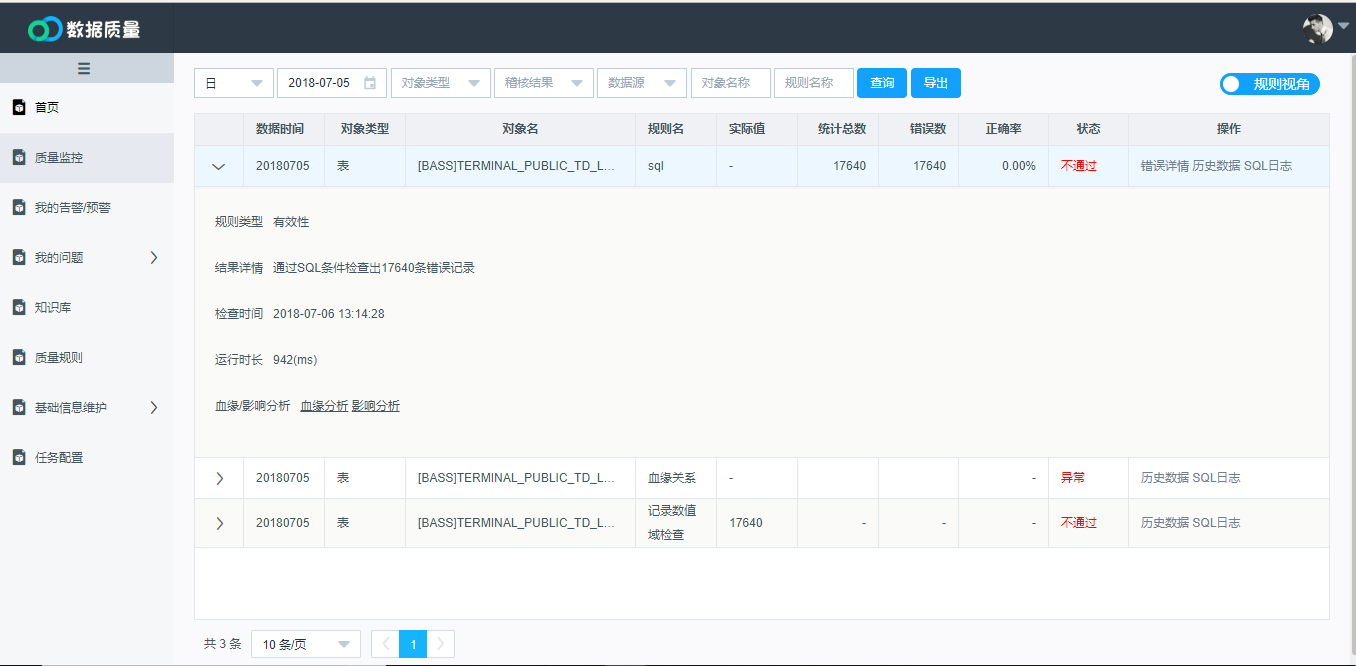 数据质量
首页
质量监控
我的告警/预警
我的问题
知识库
质量规则
基础信息维护
任务配置
日 2018-07-05 对象类型 稽核结果 数据源 对象名称 规则名称 查询 导出 规则视角
数据时间 对象类型 对象名 规则名 实际值 统计总数 错误数 正确率 状态 操作
20180705 表 [BASS]TERMINAL_PUBLIC_TD_L... sql - 17640 17640 0.00% 不通过 错误详情 历史数据 SQL日志
规则类型 有效性
结果详情 通过SQL条件检查出17640条错误记录
检查时间 2018-07-06 13:14:28
运行时长 942(ms)
血缘/影响分析 血缘分析 影响分析
20180705 表 [BASS]TERMINAL_PUBLIC_TD_L... 血缘关系 - - 异常 历史数据 SQL日志
20180705 表 [BASS]TERMINAL_PUBLIC_TD_L... 记录数值 17640 - - - 不通过 历史数据 SQL日志
域检查
共 3 条 10 条/页 1